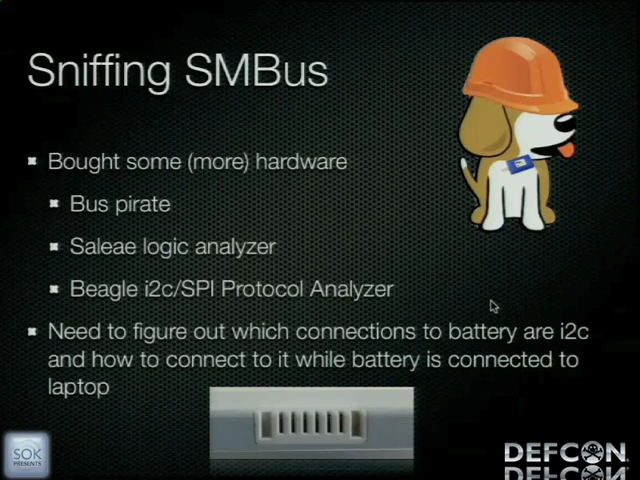 Sniffing SMBus
Bought some (more) hardware
Bus pirate
Saleae logic analyzer
Beagle i2c/SPI Protocol Analyzer
Need to figure out which connections to battery are i2c
and how to connect to it while battery is connected to
laptop
SOK
PRESENTS
DEFCON